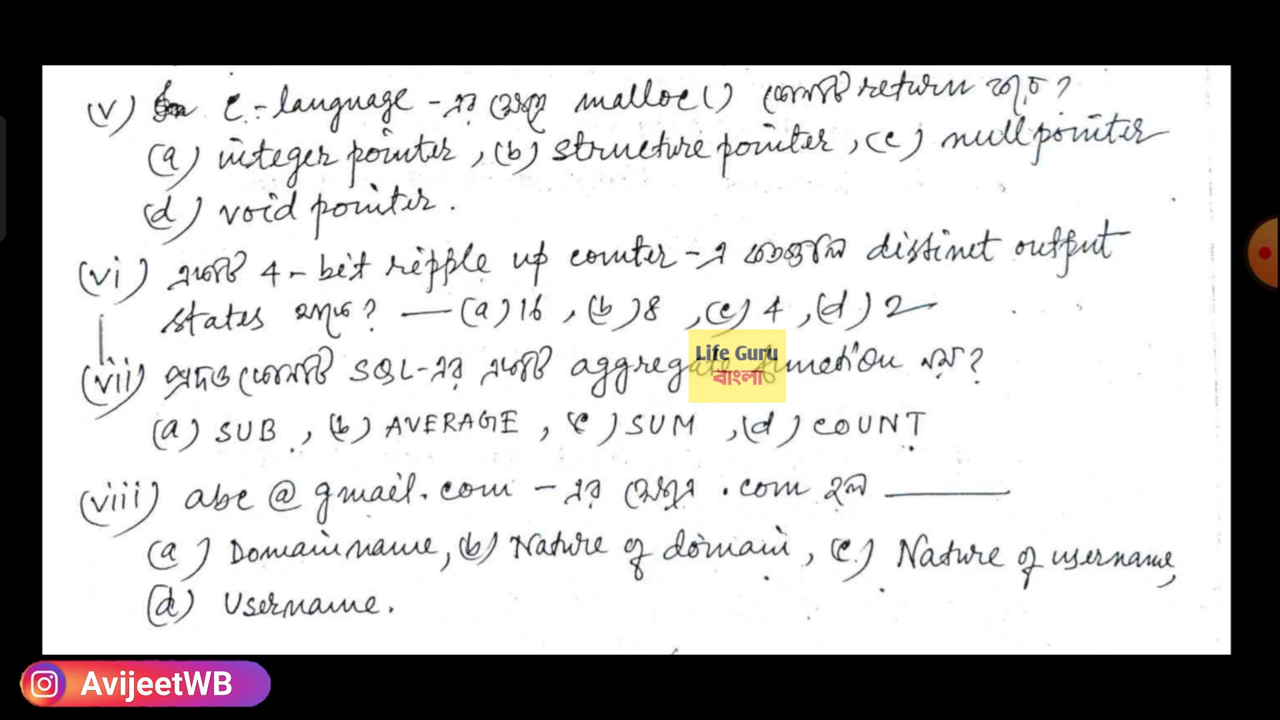 (v) C-language-এর ক্ষেত্রে malloc() কোনটি return করে?
(a) integer pointer, (b) structure pointer, (c) null pointer
(d) void pointer.
(vi) একটি 4-bit ripple up counter-এ কতগুলি distinct output
states আছে? — (a) 16, (b) 8, (c) 4, (d) 2
(vii) প্রদত্ত কোনটি SQL-এর একটি aggregate function নয়?
(a) SUB, (b) AVERAGE, (c) SUM, (d) COUNT
Life Guru
বাংলা
(viii) abc@gmail.com-এর ক্ষেত্রে .com হল ______
(a) Domain name, (b) Nature of domain, (c) Nature of username,
(d) Username.
AvijeetWB